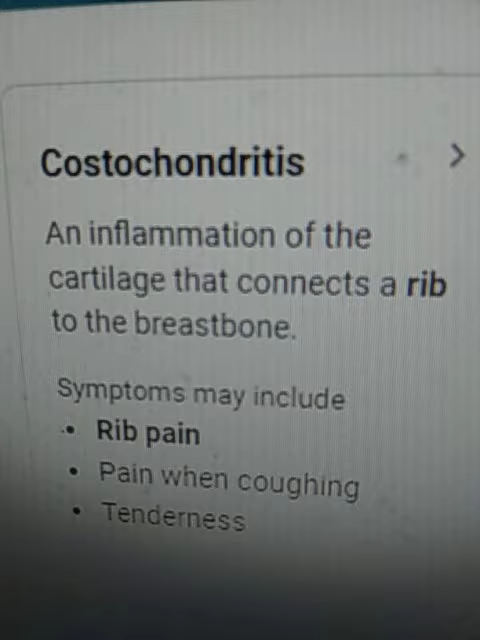 Costochondritis
An inflammation of the
cartilage that connects a rib
to the breastbone.
Symptoms may include
• Rib pain
• Pain when coughing
• Tenderness